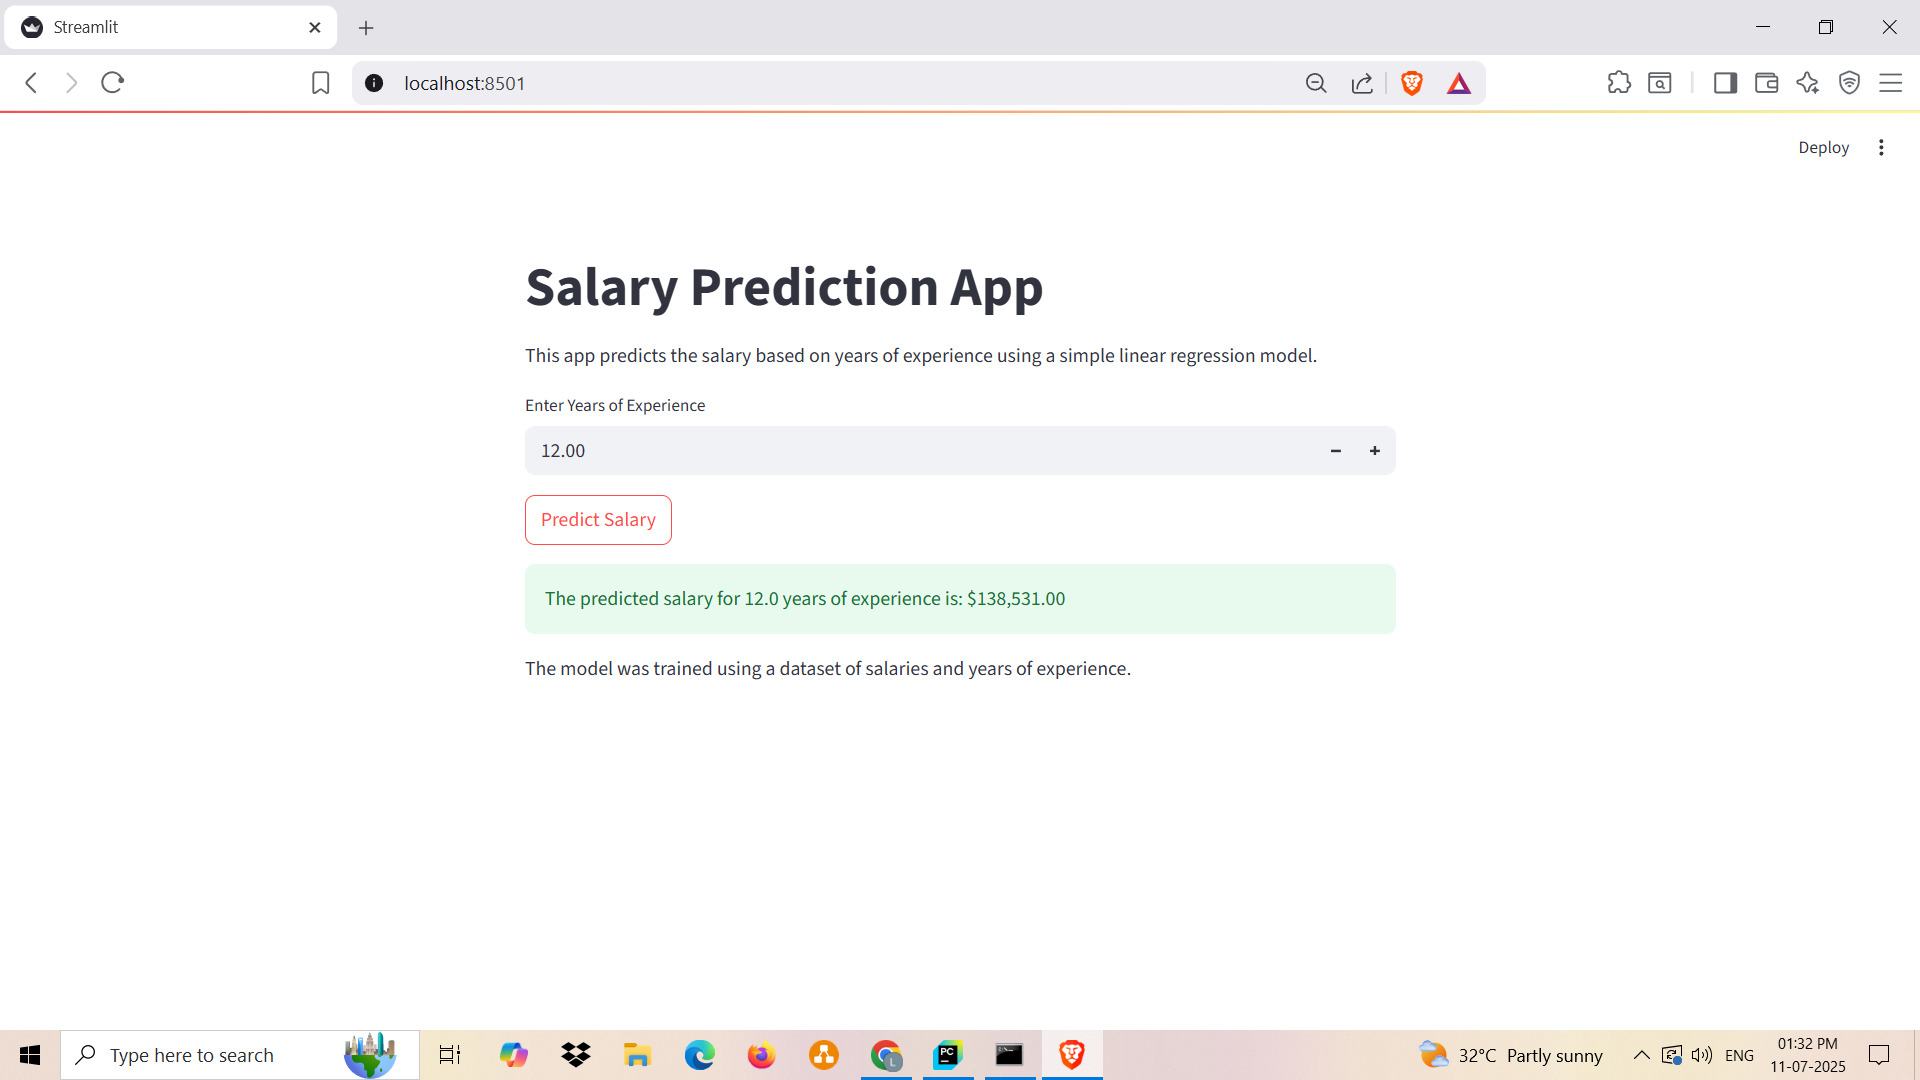 Streamlit
localhost:8501
Deploy
Salary Prediction App
This app predicts the salary based on years of experience using a simple linear regression model.
Enter Years of Experience
12.00
Predict Salary
The predicted salary for 12.0 years of experience is: $138,531.00
The model was trained using a dataset of salaries and years of experience.
Type here to search
PC
L
32°C Partly sunny
ENG
01:32 PM
11-07-2025